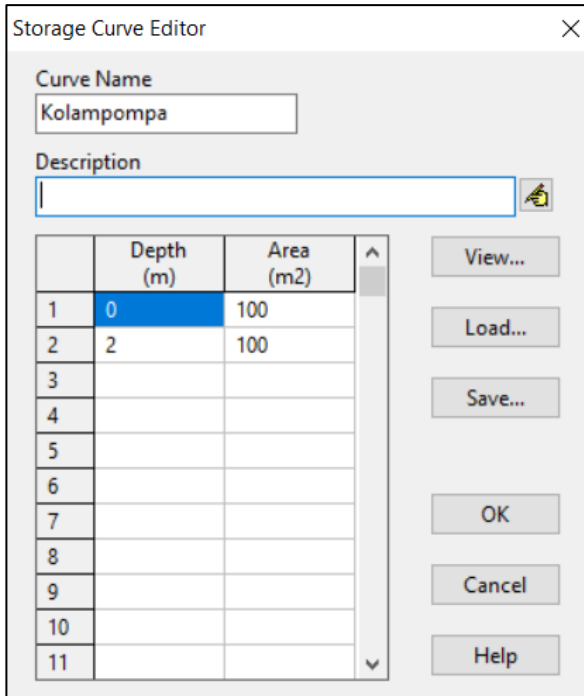 Storage Curve Editor
Curve Name
Kolampompa
Description
Depth (m) Area (m2)
1 0 100
2 2 100
3
4
5
6
7
8
9
10
11
View...
Load...
Save...
OK
Cancel
Help